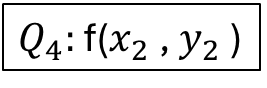 Q₄: f(x₂ , y₂ )